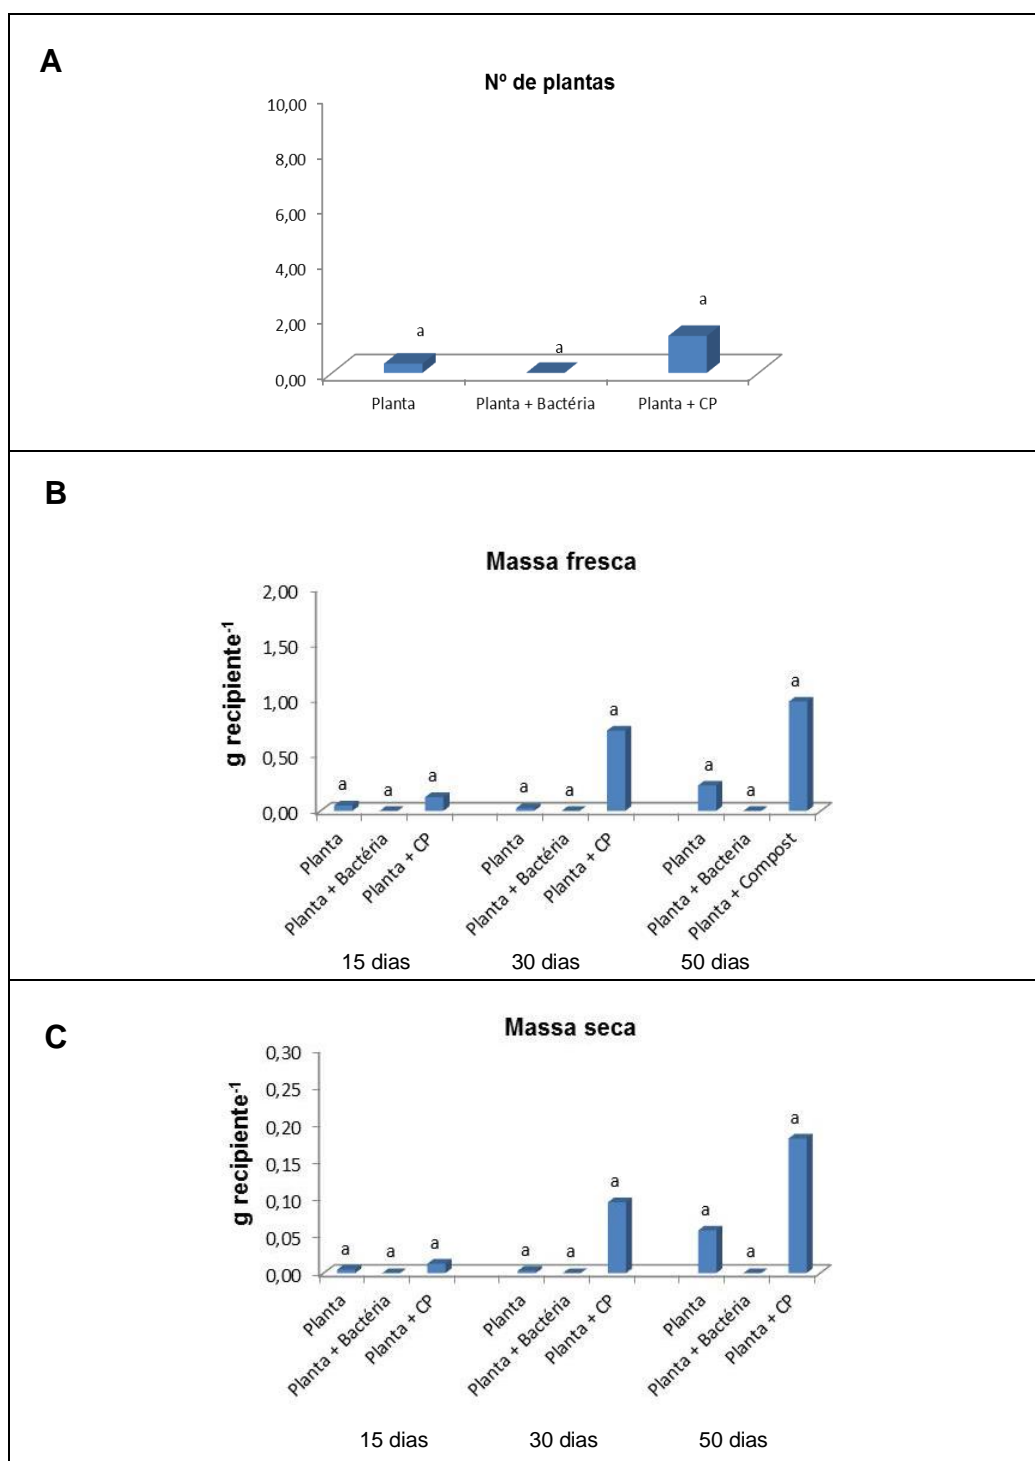 A
Nº de plantas
10,00
8,00
6,00
4,00
2,00
0,00
a
a
a
Planta
Planta + Bactéria
Planta + CP
B
Massa fresca
g recipiente⁻¹
2,00
1,50
1,00
0,50
0,00
a
a
a
a
a
a
a
a
a
Planta
Planta + Bactéria
Planta + CP
Planta
Planta + Bactéria
Planta + CP
Planta
Planta + Bacteria
Planta + Compost
15 dias
30 dias
50 dias
C
Massa seca
g recipiente⁻¹
0,30
0,25
0,20
0,15
0,10
0,05
0,00
a
a
a
a
a
a
a
a
a
Planta
Planta + Bactéria
Planta + CP
Planta
Planta + Bactéria
Planta + CP
Planta
Planta + Bactéria
Planta + CP
15 dias
30 dias
50 dias